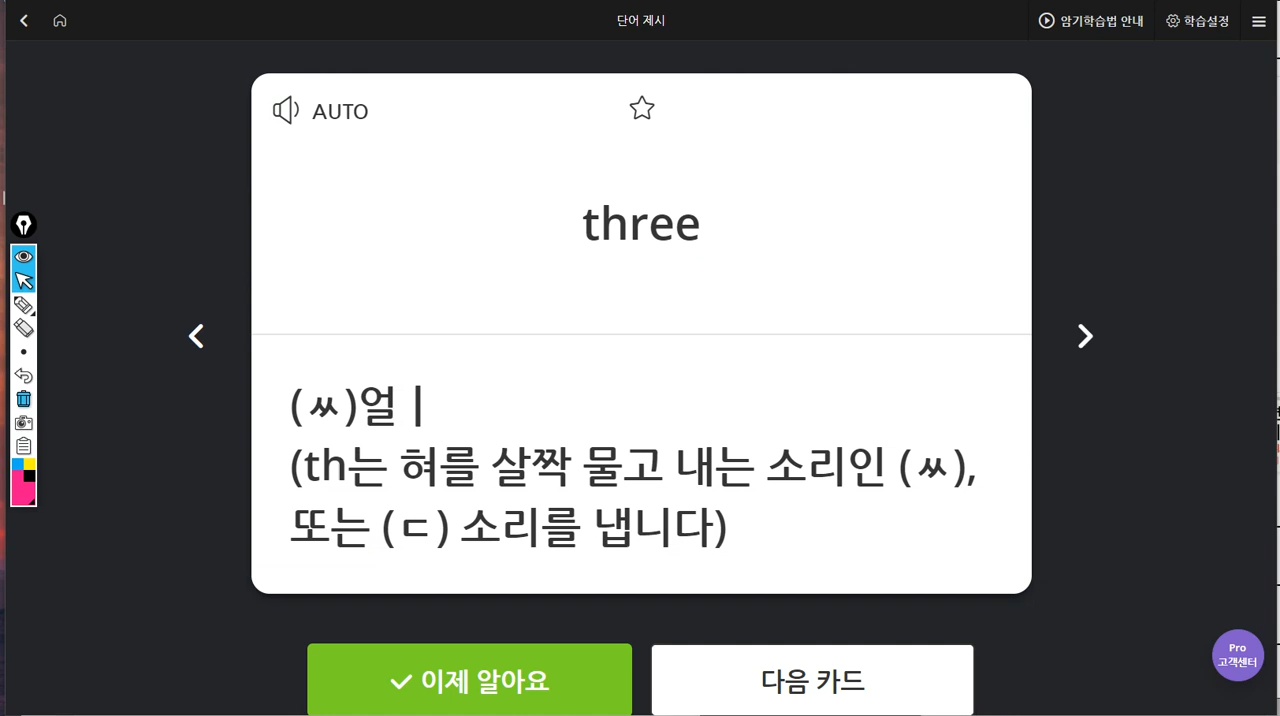 단어 제시
암기학습법 안내
학습설정
AUTO
three
(ㅆ)얼ㅣ
(th는 혀를 살짝 물고 내는 소리인 (ㅆ),
또는 (ㄷ) 소리를 냅니다)
이제 알아요
다음 카드
Pro
고객센터